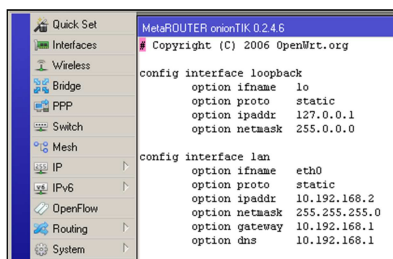 Quick Set
Interfaces
Wireless
Bridge
PPP
Switch
Mesh
IP
IPv6
OpenFlow
Routing
System
MetaROUTER onionTIK 0.2.4.6
# Copyright (C) 2006 OpenWrt.org
config interface loopback
option ifname lo
option proto static
option ipaddr 127.0.0.1
option netmask 255.0.0.0
config interface lan
option ifname eth0
option proto static
option ipaddr 10.192.168.2
option netmask 255.255.255.0
option gateway 10.192.168.1
option dns 10.192.168.1